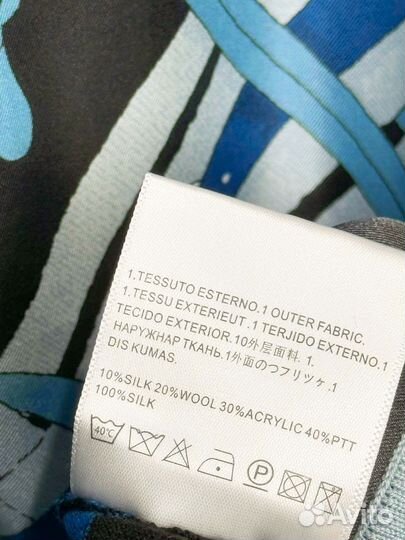 1.TESSUTO ESTERNO.1 OUTER FABRIC.
1.TESSU EXTERIEUT .1 TERJIDO EXTERNO.1
TECIDO EXTERIOR.10外层面料. 1.
НАРУЖНАР ТКАНЬ.1外面のつフリツヶ.1
DIS KUMAS.
10%SILK 20%WOOL 30%ACRYLIC 40%PTT
100%SILK
40℃
P
Avito